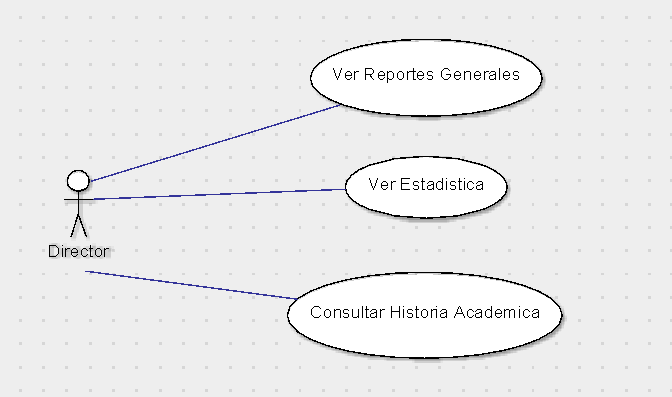 Ver Reportes Generales
Ver Estadistica
Director
Consultar Historia Academica